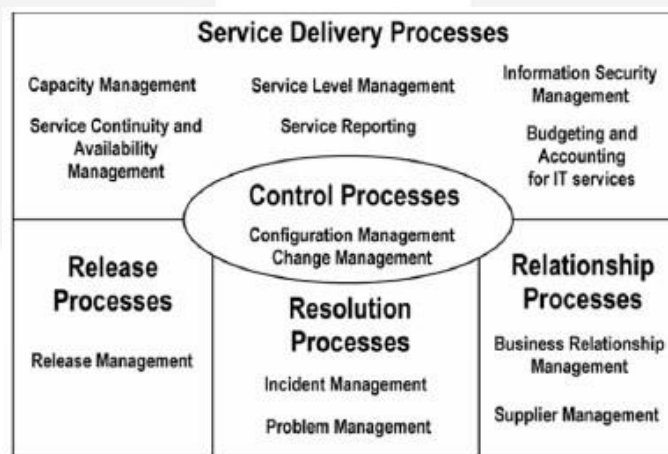 Service Delivery Processes
Capacity Management
Service Continuity and
Availability
Management
Service Level Management
Service Reporting
Information Security
Management
Budgeting and
Accounting
for IT services
Control Processes
Configuration Management
Change Management
Release
Processes
Release Management
Resolution
Processes
Incident Management
Problem Management
Relationship
Processes
Business Relationship
Management
Supplier Management